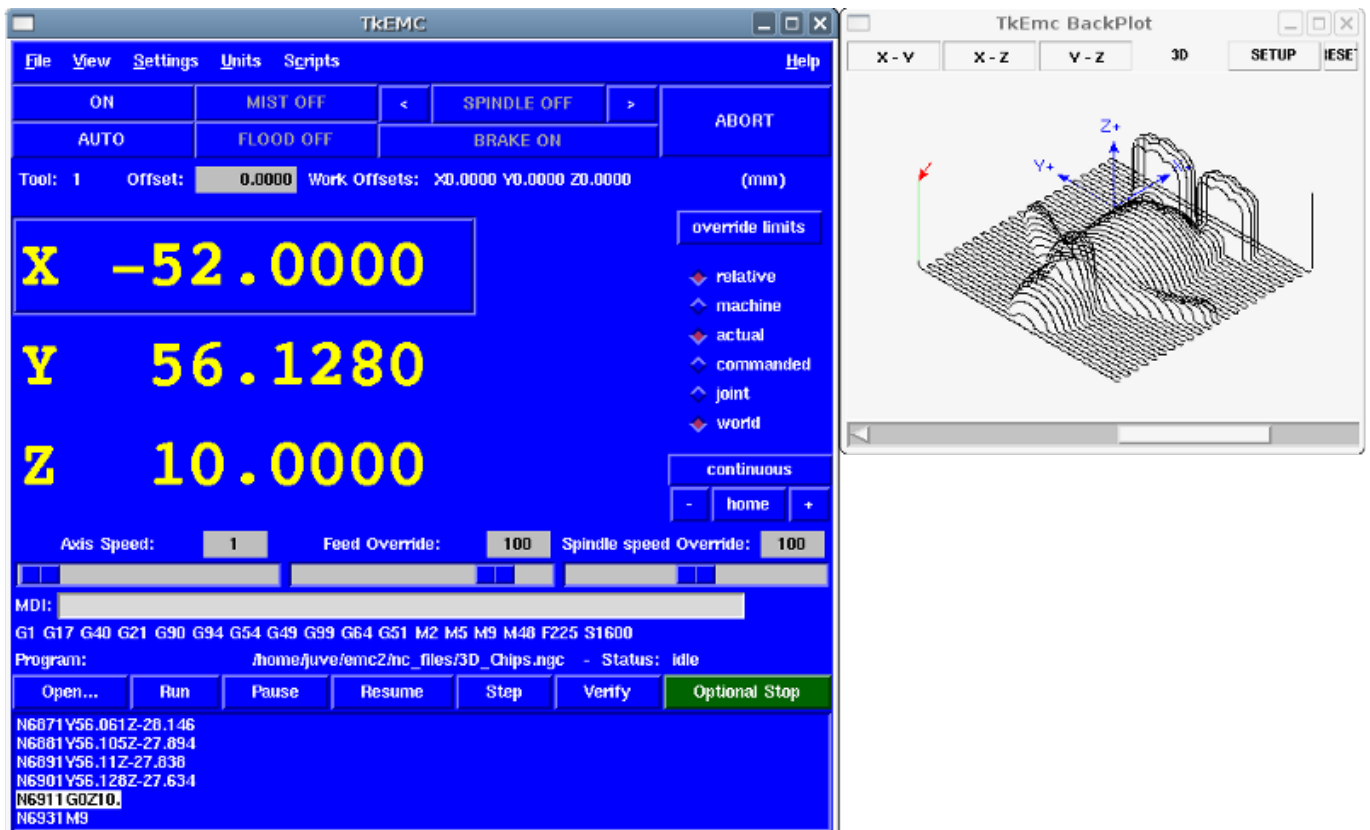 TkEMC
File View Settings Units Scripts Help
ON MIST OFF < SPINDLE OFF > ABORT
AUTO FLOOD OFF BRAKE ON
Tool: 1 Offset: 0.0000 Work Offsets: X0.0000 Y0.0000 Z0.0000 (mm)
override limits
X -52.0000
relative
machine
actual
Y 56.1280
commanded
joint
world
Z 10.0000
continuous
- home +
Axis Speed: 1 Feed Override: 100 Spindle speed Override: 100
MDI:
G1 G17 G40 G21 G90 G94 G54 G49 G99 G64 G51 M2 M5 M9 M48 F225 S1600
Program: /home/juve/emc2/nc_files/3D_Chips.ngc - Status: idle
Open... Run Pause Resume Step Verify Optional Stop
N6871Y56.061Z-28.146
N6881Y56.105Z-27.894
N6891Y56.11Z-27.838
N6901Y56.128Z-27.634
N6911G0Z10.
N6931M9
TkEmc BackPlot
X - Y X - Z Y - Z 3D SETUP RESET
Z+
Y+ X+